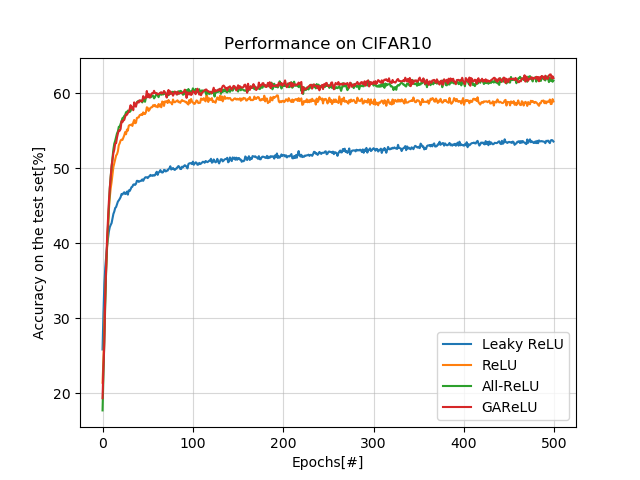 Performance on CIFAR10
Accuracy on the test set[%]
60
50
40
30
20
0 100 200 300 400 500
Epochs[#]
Leaky ReLU
ReLU
All-ReLU
GAReLU